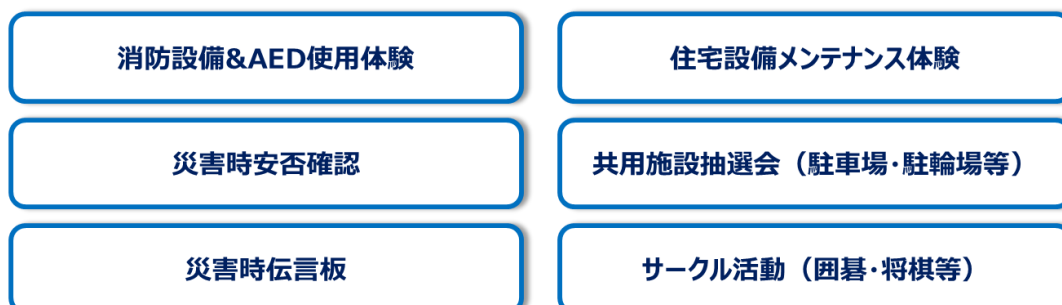 消防設備&AED使用体験
住宅設備メンテナンス体験
災害時安否確認
共用施設抽選会（駐車場･駐輪場等）
災害時伝言板
サークル活動（囲碁･将棋等）